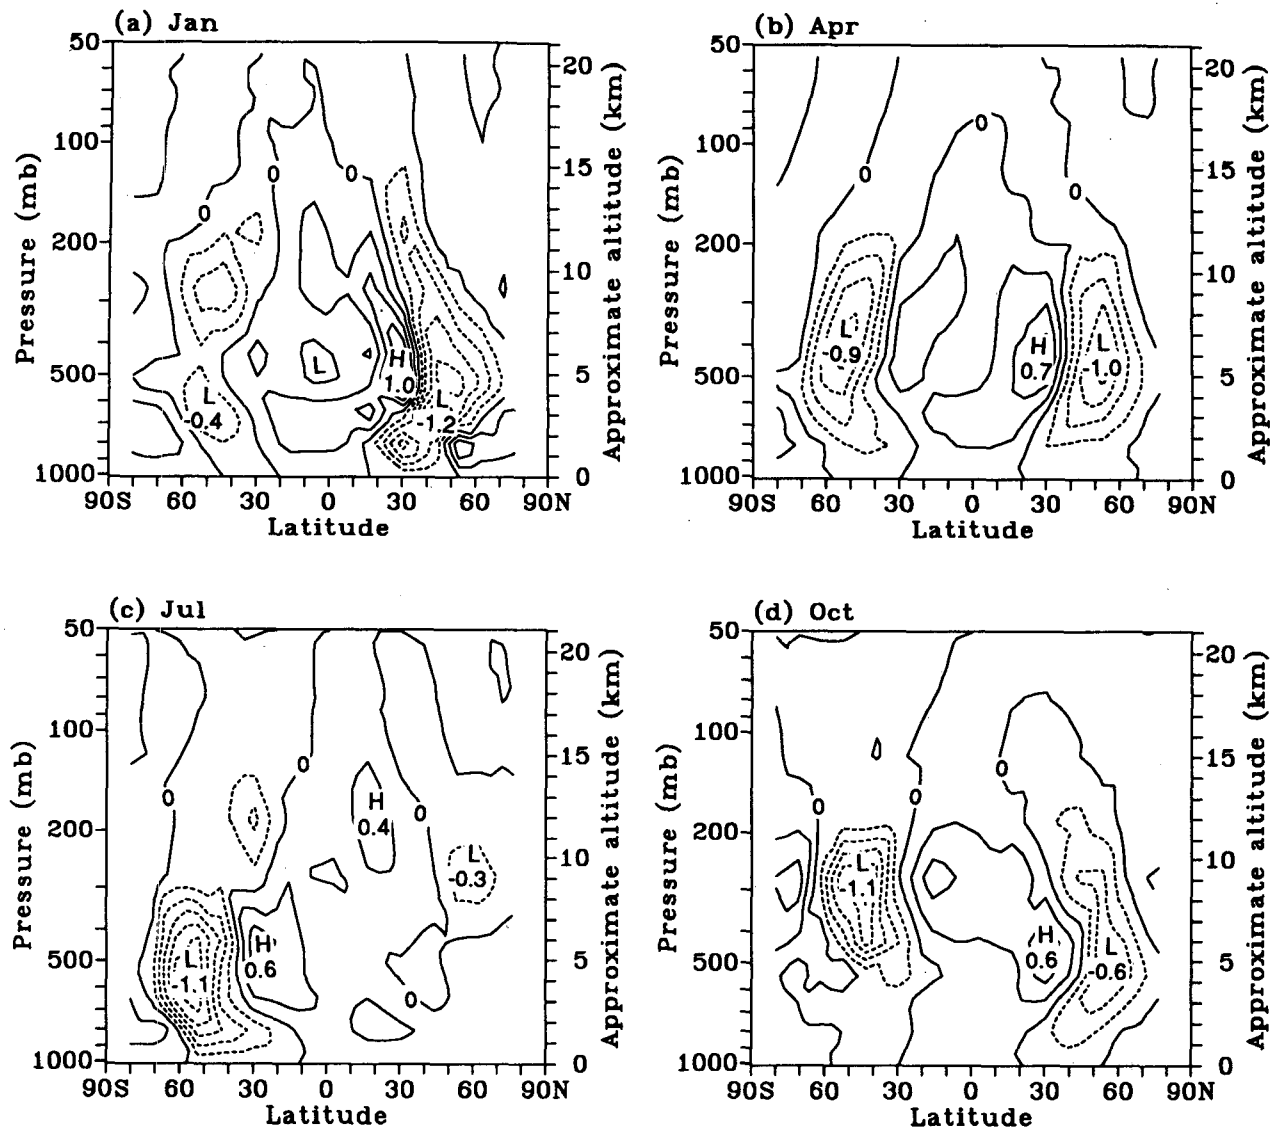 (a) Jan
50
100
200
500
1000
Pressure (mb)
20
15
10
5
0
Approximate altitude (km)
0
0
0
L
H
1.0
L
-0.4
L
-1.2
90S 60 30 0 30 60 90N
Latitude
(b) Apr
50
100
200
500
1000
Pressure (mb)
20
15
10
5
0
Approximate altitude (km)
0
0
0
L
-0.9
H
0.7
L
-1.0
90S 60 30 0 30 60 90N
Latitude
(c) Jul
50
100
200
500
1000
Pressure (mb)
20
15
10
5
0
Approximate altitude (km)
0
0
0
0
H
0.4
L
-0.3
L
-1.1
H
0.6
90S 60 30 0 30 60 90N
Latitude
(d) Oct
50
100
200
500
1000
Pressure (mb)
20
15
10
5
0
Approximate altitude (km)
0
0
0
L
-1.1
H
0.6
L
-0.6
90S 60 30 0 30 60 90N
Latitude